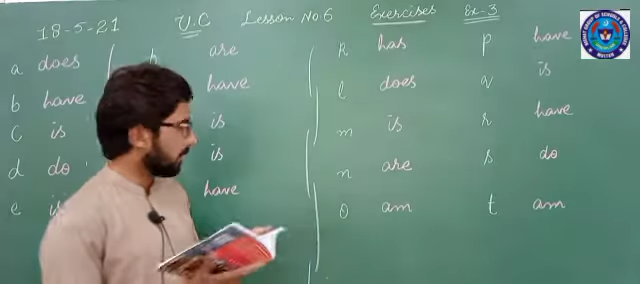 18-5-21 U.C Lesson No 6 Exercises Ex-3
a does are k has p have
b have have l does q is
c is is m is r have
d do is n are s do
e is have o am t am